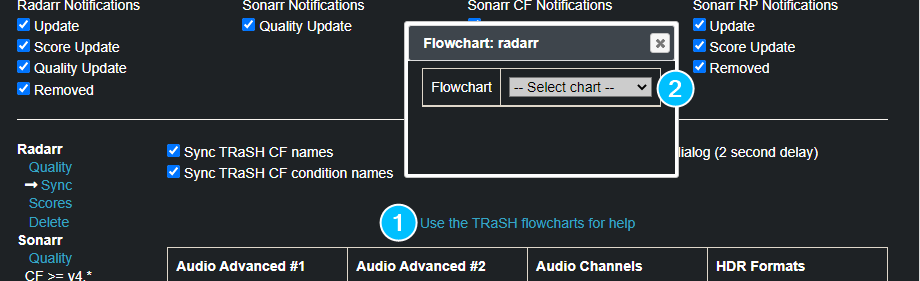 Radarr Notifications
Sonarr Notifications
Sonarr CF Notifications
Sonarr RP Notifications
Update
Score Update
Quality Update
Removed
Quality Update
Update
Score Update
Removed
Flowchart: radarr
Flowchart
-- Select chart --
2
Radarr
Quality
Sync
Scores
Delete
Sonarr
Quality
CF >= v4.*
Sync TRaSH CF names
Sync TRaSH CF condition names
dialog (2 second delay)
1
Use the TRaSH flowcharts for help
Audio Advanced #1
Audio Advanced #2
Audio Channels
HDR Formats